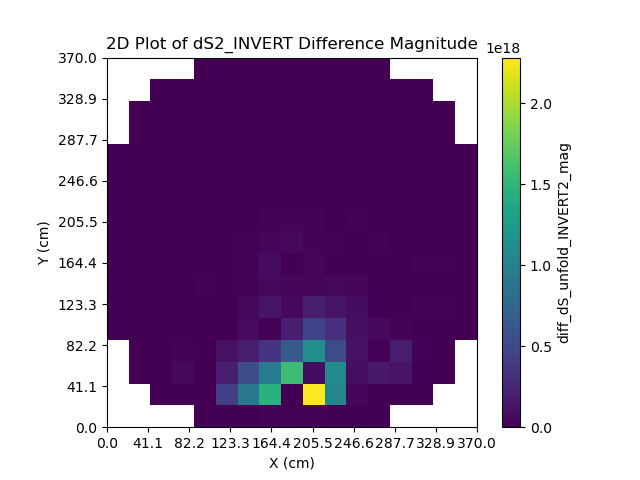 2D Plot of dS2_INVERT Difference Magnitude
1e18
370.0
328.9
287.7
246.6
205.5
164.4
123.3
82.2
41.1
0.0
Y (cm)
0.0 41.1 82.2 123.3 164.4 205.5 246.6 287.7 328.9 370.0
X (cm)
2.0
1.5
1.0
0.5
0.0
diff_dS_unfold_INVERT2_mag